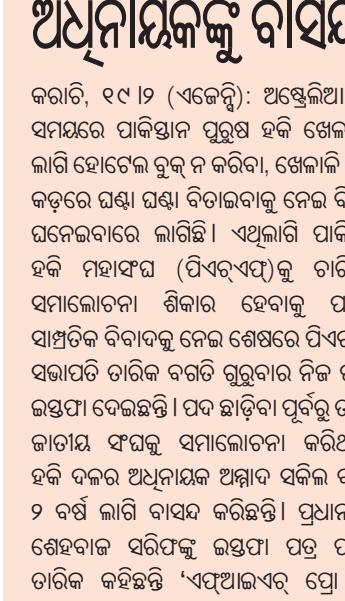 ଅଧିନାୟକଙ୍କୁ ବାସନ୍ଦ
କରାଚି, ୧୯।୨ (ଏଜେନ୍ସି): ଅଷ୍ଟ୍ରେଲିଆ
ସମୟରେ ପାକିସ୍ତାନ ପୁରୁଷ ହକି ଖେଳ
ଲାଗି ହୋଟେଲ ବୁକ୍ ନ କରିବା, ଖେଳାଳି
କଡ଼ରେ ଘଣ୍ଟା ଘଣ୍ଟା ବିତାଇବାକୁ ନେଇ ବି
ଘନେଇବାରେ ଲାଗିଛି। ଏଥିଲାଗି ପାକି
ହକି ମହାସଂଘ (ପିଏଚ୍ଏଫ୍)କୁ ଚାରି
ସମାଲୋଚନା ଶିକାର ହେବାକୁ ପ
ସାମ୍ପ୍ରତିକ ବିବାଦକୁ ନେଇ ଶେଷରେ ପିଏଚ
ସଭାପତି ତାରିକ ବଗତି ଗୁରୁବାର ନିଜ
ଇସ୍ତଫା ଦେଇଛନ୍ତି। ପଦ ଛାଡ଼ିବା ପୂର୍ବରୁ ତ
ଜାତୀୟ ସଂଘକୁ ସମାଲୋଚନା କରିଥ
ହକି ଦଳର ଅଧିନାୟକ ଅମ୍ମାଦ ସକିଲ ବ
୨ ବର୍ଷ ଲାଗି ବାସନ୍ଦ କରିଛନ୍ତି। ପ୍ରଧାନ
ଶେହବାଜ ସରିଫଙ୍କୁ ଇସ୍ତଫା ପତ୍ର ପ
ତାରିକ କହିଛନ୍ତି ‘ଏଫ୍ଆଇଏଚ୍ ପ୍ରୋ